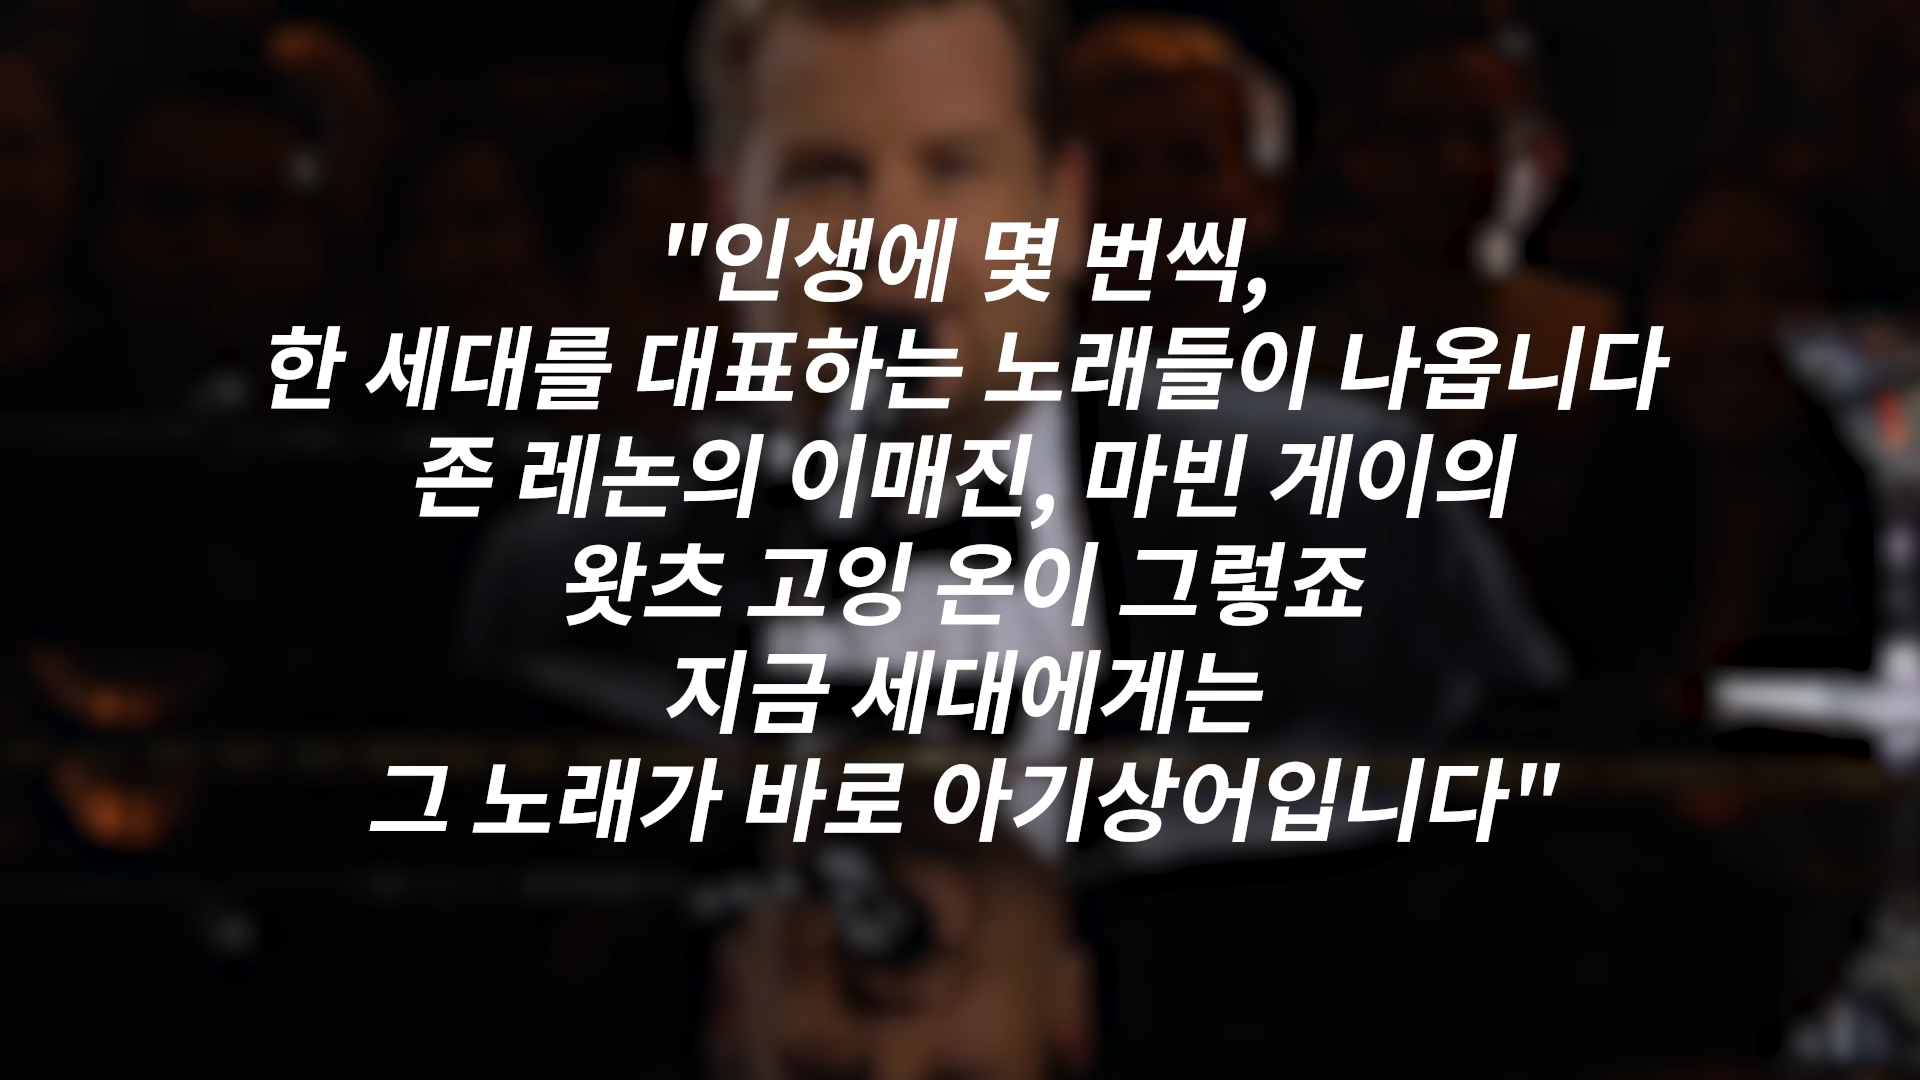 "인생에 몇 번씩,
한 세대를 대표하는 노래들이 나옵니다
존 레논의 이매진, 마빈 게이의
왓츠 고잉 온이 그렇죠
지금 세대에게는
그 노래가 바로 아기상어입니다"